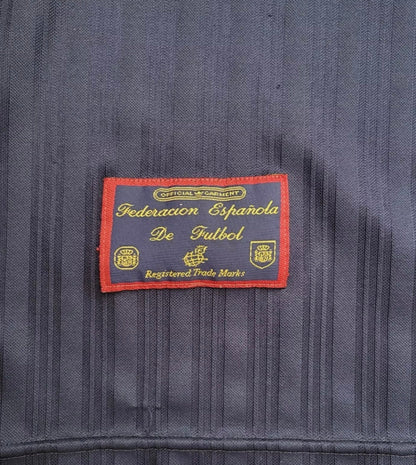 OFFICIAL GARMENT
Federacion Española
De Futbol
Registered Trade Marks